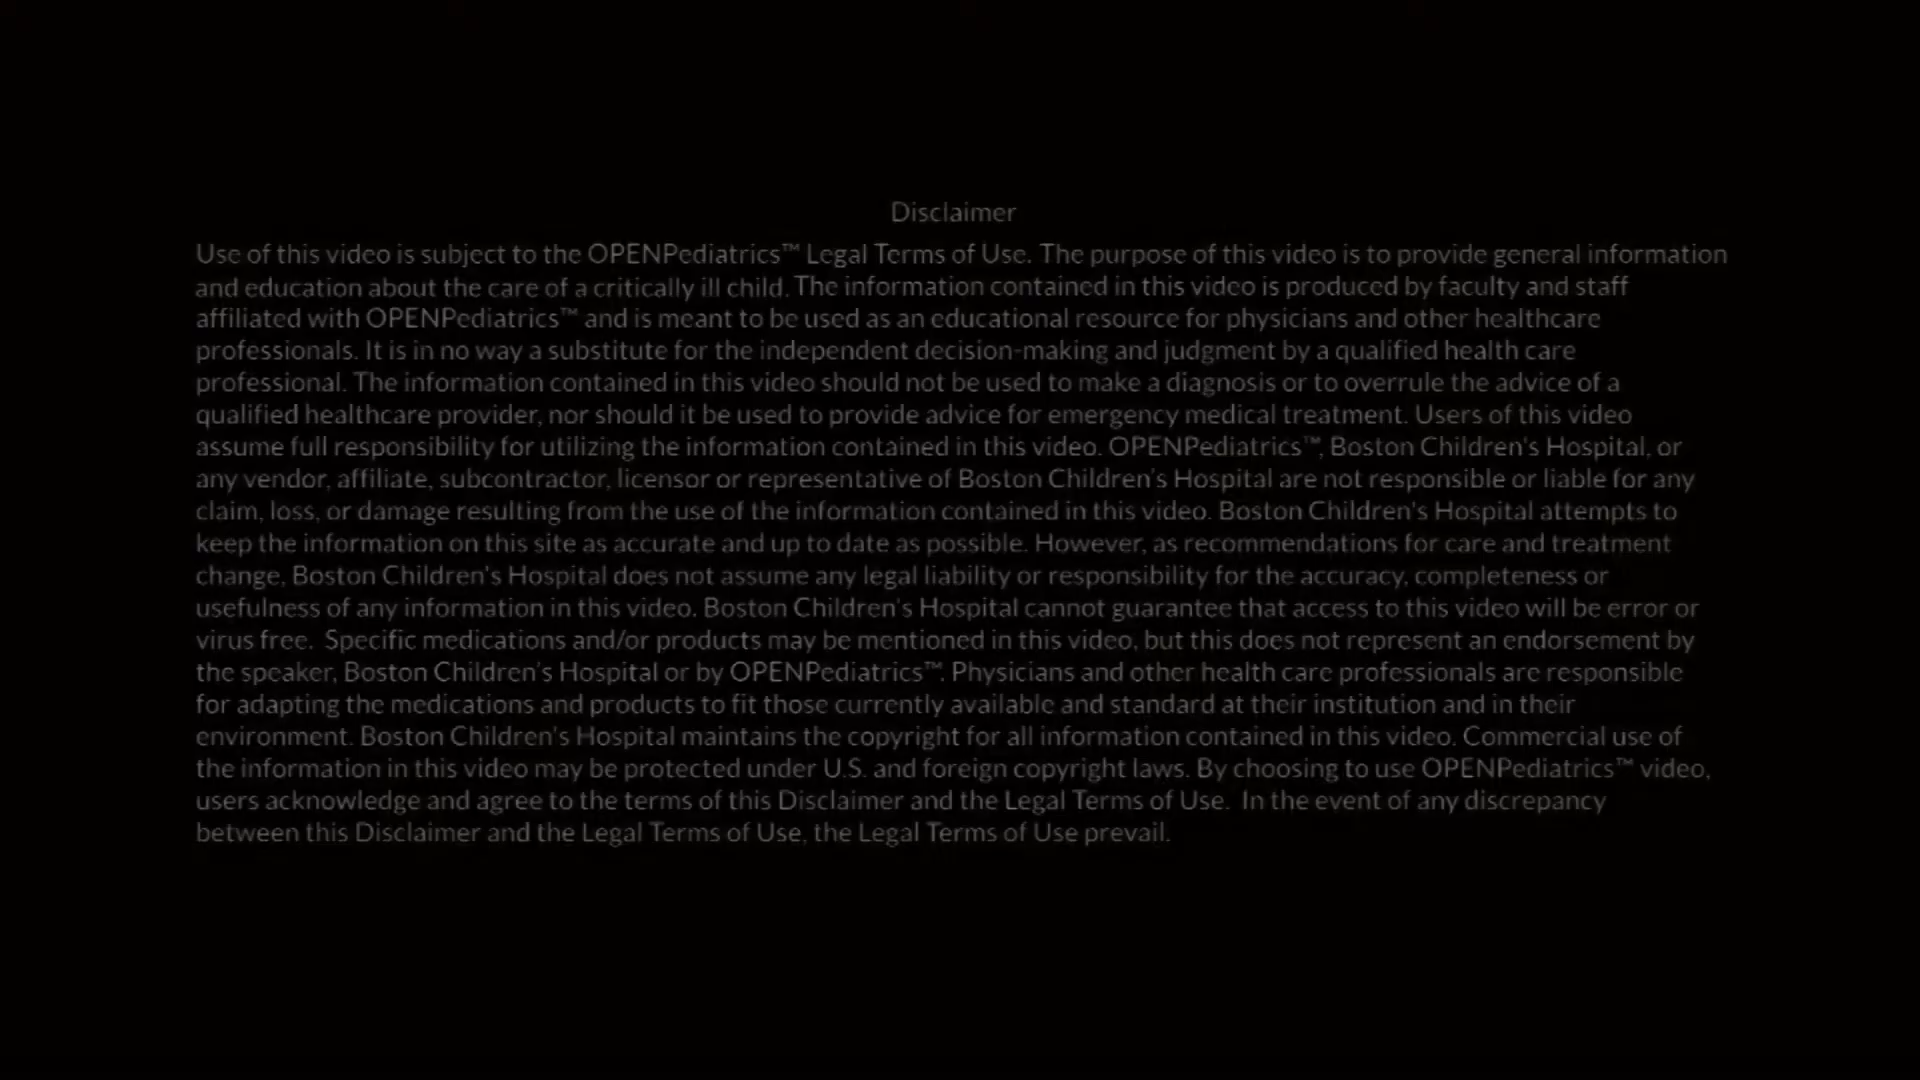 Disclaimer
Use of this video is subject to the OPENPediatrics™ Legal Terms of Use. The purpose of this video is to provide general information
and education about the care of a critically ill child. The information contained in this video is produced by faculty and staff
affiliated with OPENPediatrics™ and is meant to be used as an educational resource for physicians and other healthcare
professionals. It is in no way a substitute for the independent decision-making and judgment by a qualified health care
professional. The information contained in this video should not be used to make a diagnosis or to overrule the advice of a
qualified healthcare provider, nor should it be used to provide advice for emergency medical treatment. Users of this video
assume full responsibility for utilizing the information contained in this video. OPENPediatrics™, Boston Children's Hospital, or
any vendor, affiliate, subcontractor, licensor or representative of Boston Children's Hospital are not responsible or liable for any
claim, loss, or damage resulting from the use of the information contained in this video. Boston Children's Hospital attempts to
keep the information on this site as accurate and up to date as possible. However, as recommendations for care and treatment
change, Boston Children's Hospital does not assume any legal liability or responsibility for the accuracy, completeness or
usefulness of any information in this video. Boston Children's Hospital cannot guarantee that access to this video will be error or
virus free.  Specific medications and/or products may be mentioned in this video, but this does not represent an endorsement by
the speaker, Boston Children's Hospital or by OPENPediatrics™. Physicians and other health care professionals are responsible
for adapting the medications and products to fit those currently available and standard at their institution and in their
environment. Boston Children's Hospital maintains the copyright for all information contained in this video. Commercial use of
the information in this video may be protected under U.S. and foreign copyright laws. By choosing to use OPENPediatrics™ video,
users acknowledge and agree to the terms of this Disclaimer and the Legal Terms of Use.  In the event of any discrepancy
between this Disclaimer and the Legal Terms of Use, the Legal Terms of Use prevail.